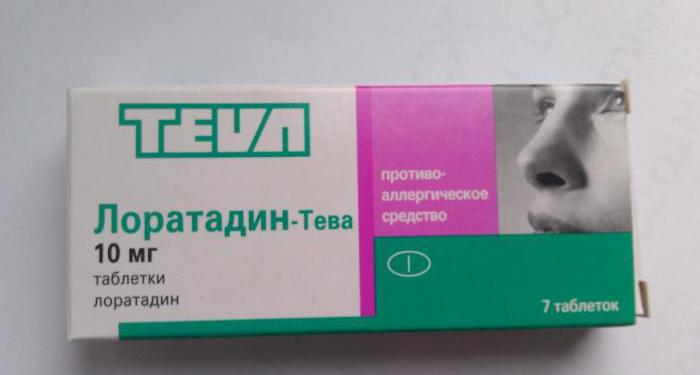 TEVA
Лоратадин-Тева
10 мг
таблетки
лоратадин
противо-
аллергическое
средство
7 таблеток